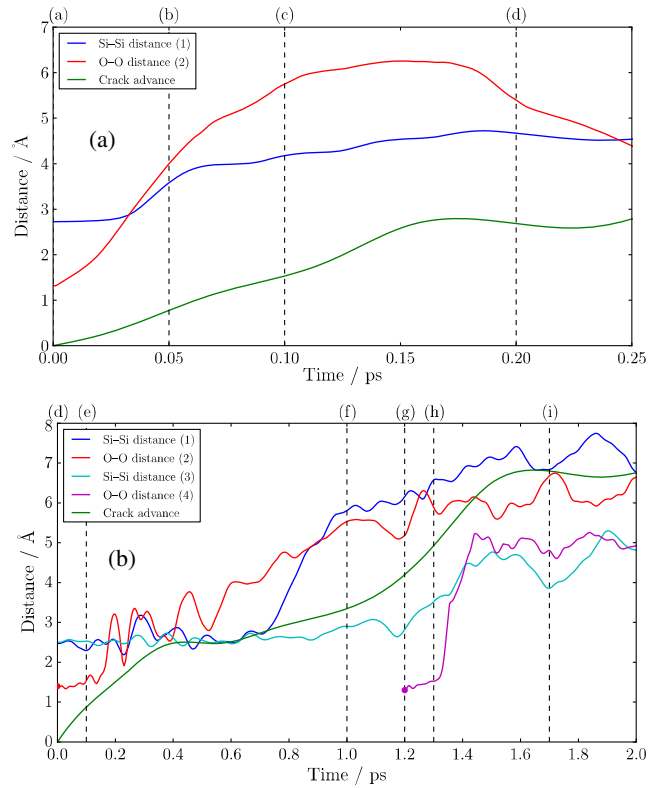 (a) (b) (c) (d)
7
6
5
4
3
2
1
0
Distance / Å
Si–Si distance (1)
O–O distance (2)
Crack advance
(a)
0.00 0.05 0.10 0.15 0.20 0.25
Time / ps
(d) (e) (f) (g) (h) (i)
8
7
6
5
4
3
2
1
0
Distance / Å
Si–Si distance (1)
O–O distance (2)
Si–Si distance (3)
O–O distance (4)
Crack advance
(b)
0.0 0.2 0.4 0.6 0.8 1.0 1.2 1.4 1.6 1.8 2.0
Time / ps